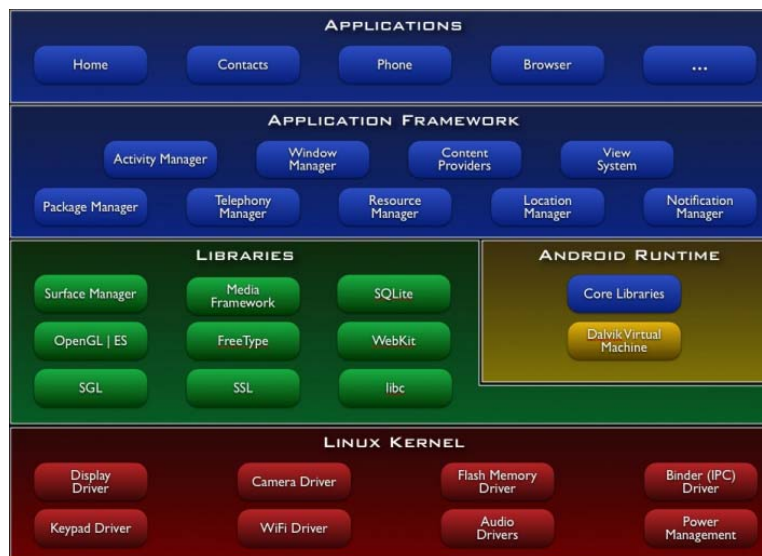 APPLICATIONS
Home
Contacts
Phone
Browser
...
APPLICATION FRAMEWORK
Activity Manager
Window
Manager
Content
Providers
View
System
Package Manager
Telephony
Manager
Resource
Manager
Location
Manager
Notification
Manager
LIBRARIES
Surface Manager
Media
Framework
SQLite
OpenGL | ES
FreeType
WebKit
SGL
SSL
libc
ANDROID RUNTIME
Core Libraries
Dalvik Virtual
Machine
LINUX KERNEL
Display
Driver
Camera Driver
Flash Memory
Driver
Binder (IPC)
Driver
Keypad Driver
WiFi Driver
Audio
Drivers
Power
Management